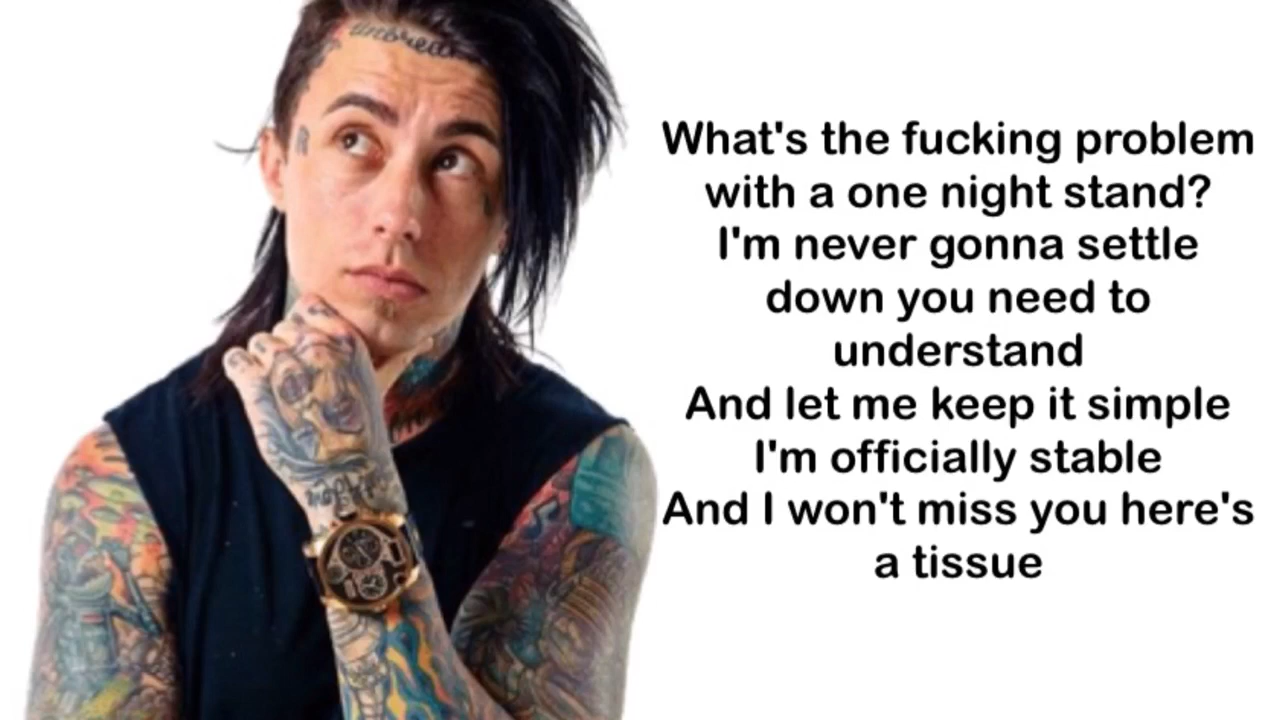 What's the fucking problem
with a one night stand?
I'm never gonna settle
down you need to
understand
And let me keep it simple
I'm officially stable
And I won't miss you here's
a tissue